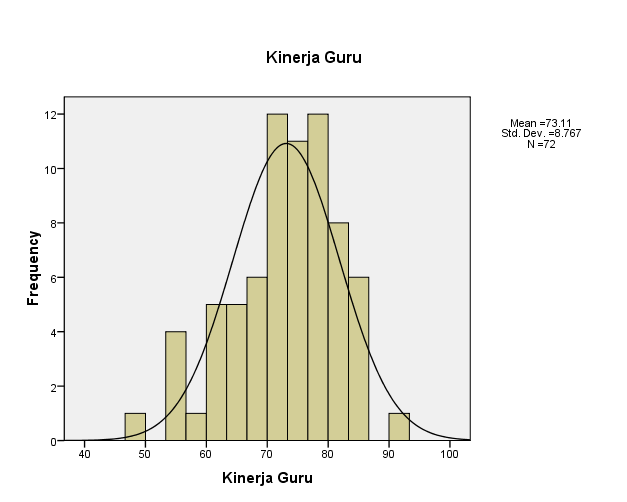 Kinerja Guru
Mean =73.11
Std. Dev. =8.767
N =72
Frequency
12
10
8
6
4
2
0
40 50 60 70 80 90 100
Kinerja Guru